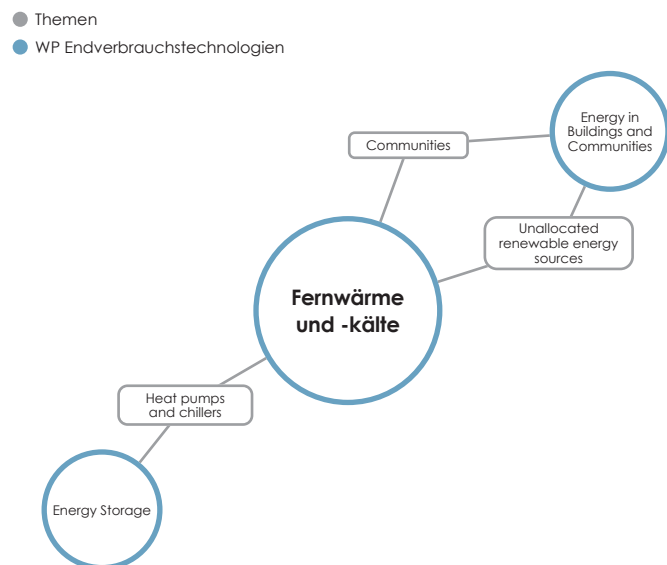 Themen
WP Endverbrauchstechnologien
Energy in
Buildings and
Communities
Communities
Unallocated
renewable energy
sources
Fernwärme
und -kälte
Heat pumps
and chillers
Energy Storage